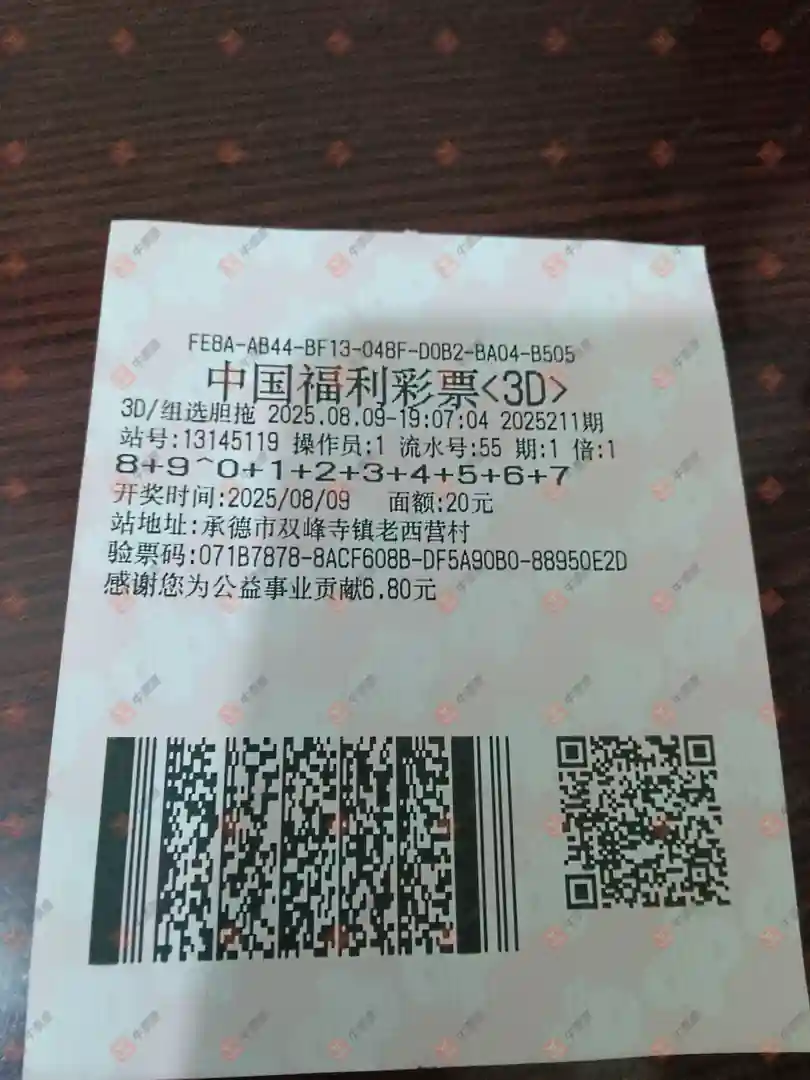 FE8A-AB44-BF13-048F-D0B2-BA04-B505
中国福利彩票<3D>
3D/组选胆拖 2025.08.09-19:07:04 2025211期
站号:13145119 操作员:1 流水号:55 期:1 倍:1
8+9^0+1+2+3+4+5+6+7
开奖时间:2025/08/09 面额:20元
站地址:承德市双峰寺镇老西营村
验票码:071B7878-8ACF608B-DF5A90B0-88950E2D
感谢您为公益事业贡献6.80元